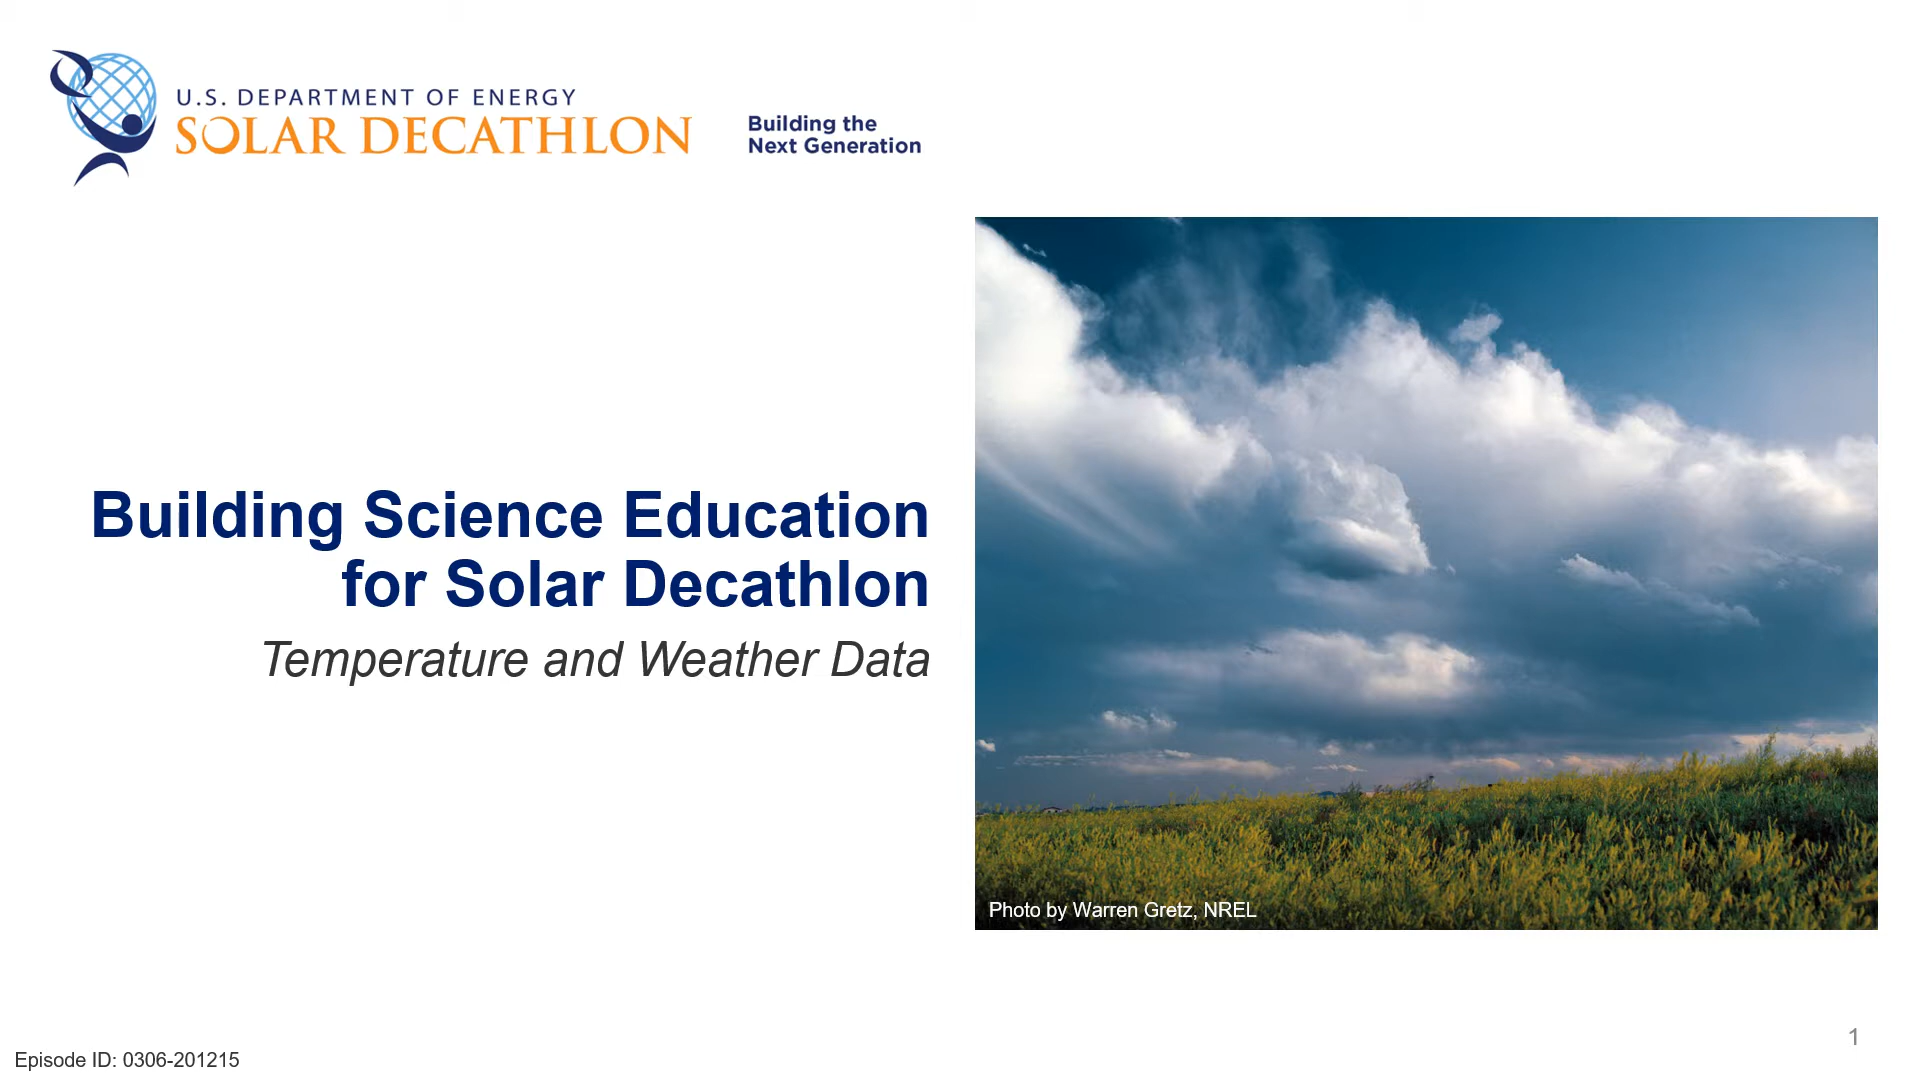 U.S. DEPARTMENT OF ENERGY
SOLAR DECATHLON
Building the
Next Generation
Building Science Education
for Solar Decathlon
Temperature and Weather Data
Photo by Warren Gretz, NREL
1
Episode ID: 0306-201215